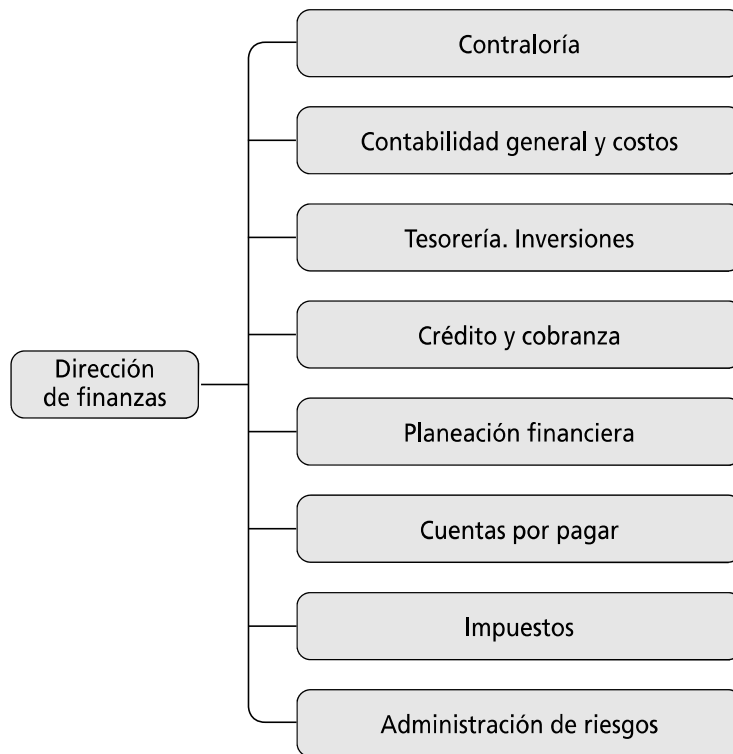 Contraloría
Contabilidad general y costos
Tesorería. Inversiones
Crédito y cobranza
Dirección
de finanzas
Planeación financiera
Cuentas por pagar
Impuestos
Administración de riesgos